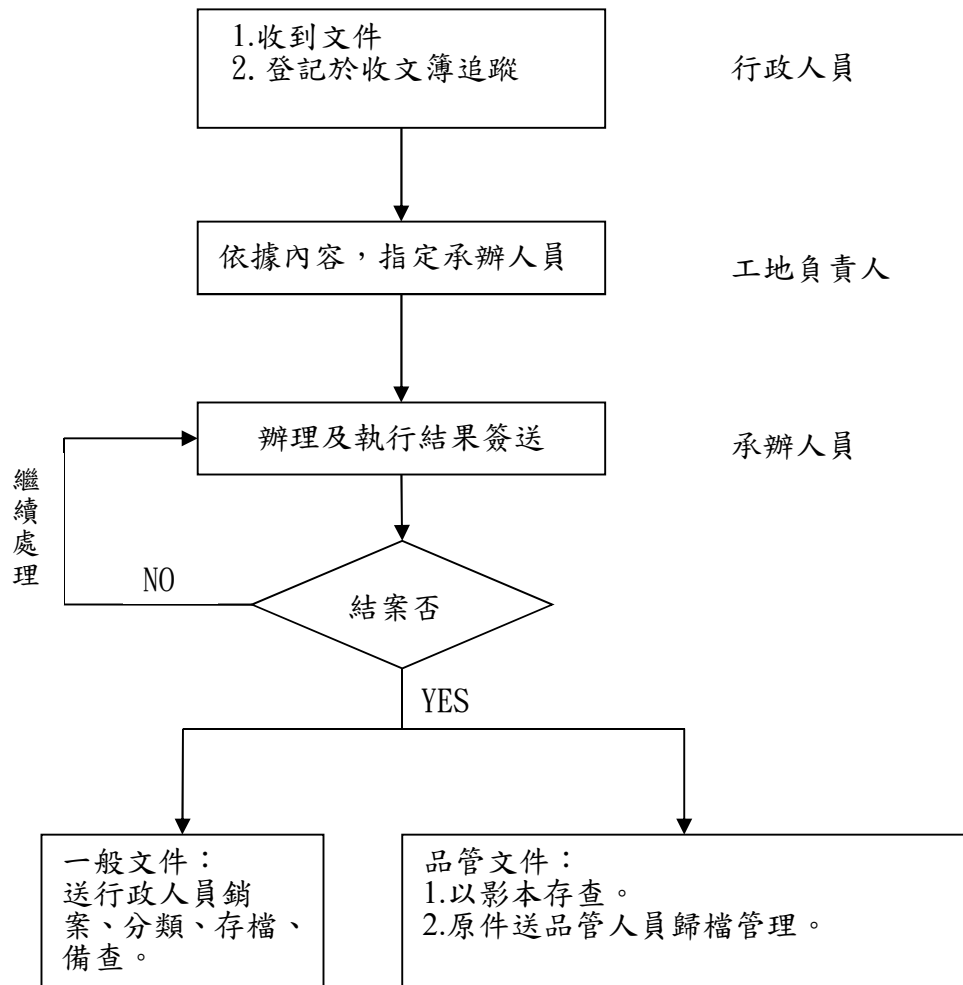 1.收到文件
2. 登記於收文簿追蹤
行政人員
依據內容，指定承辦人員
工地負責人
辦理及執行結果簽送
承辦人員
繼續處理
NO
結案否
YES
一般文件：
送行政人員銷
案、分類、存檔、
備查。
品管文件：
1.以影本存查。
2.原件送品管人員歸檔管理。